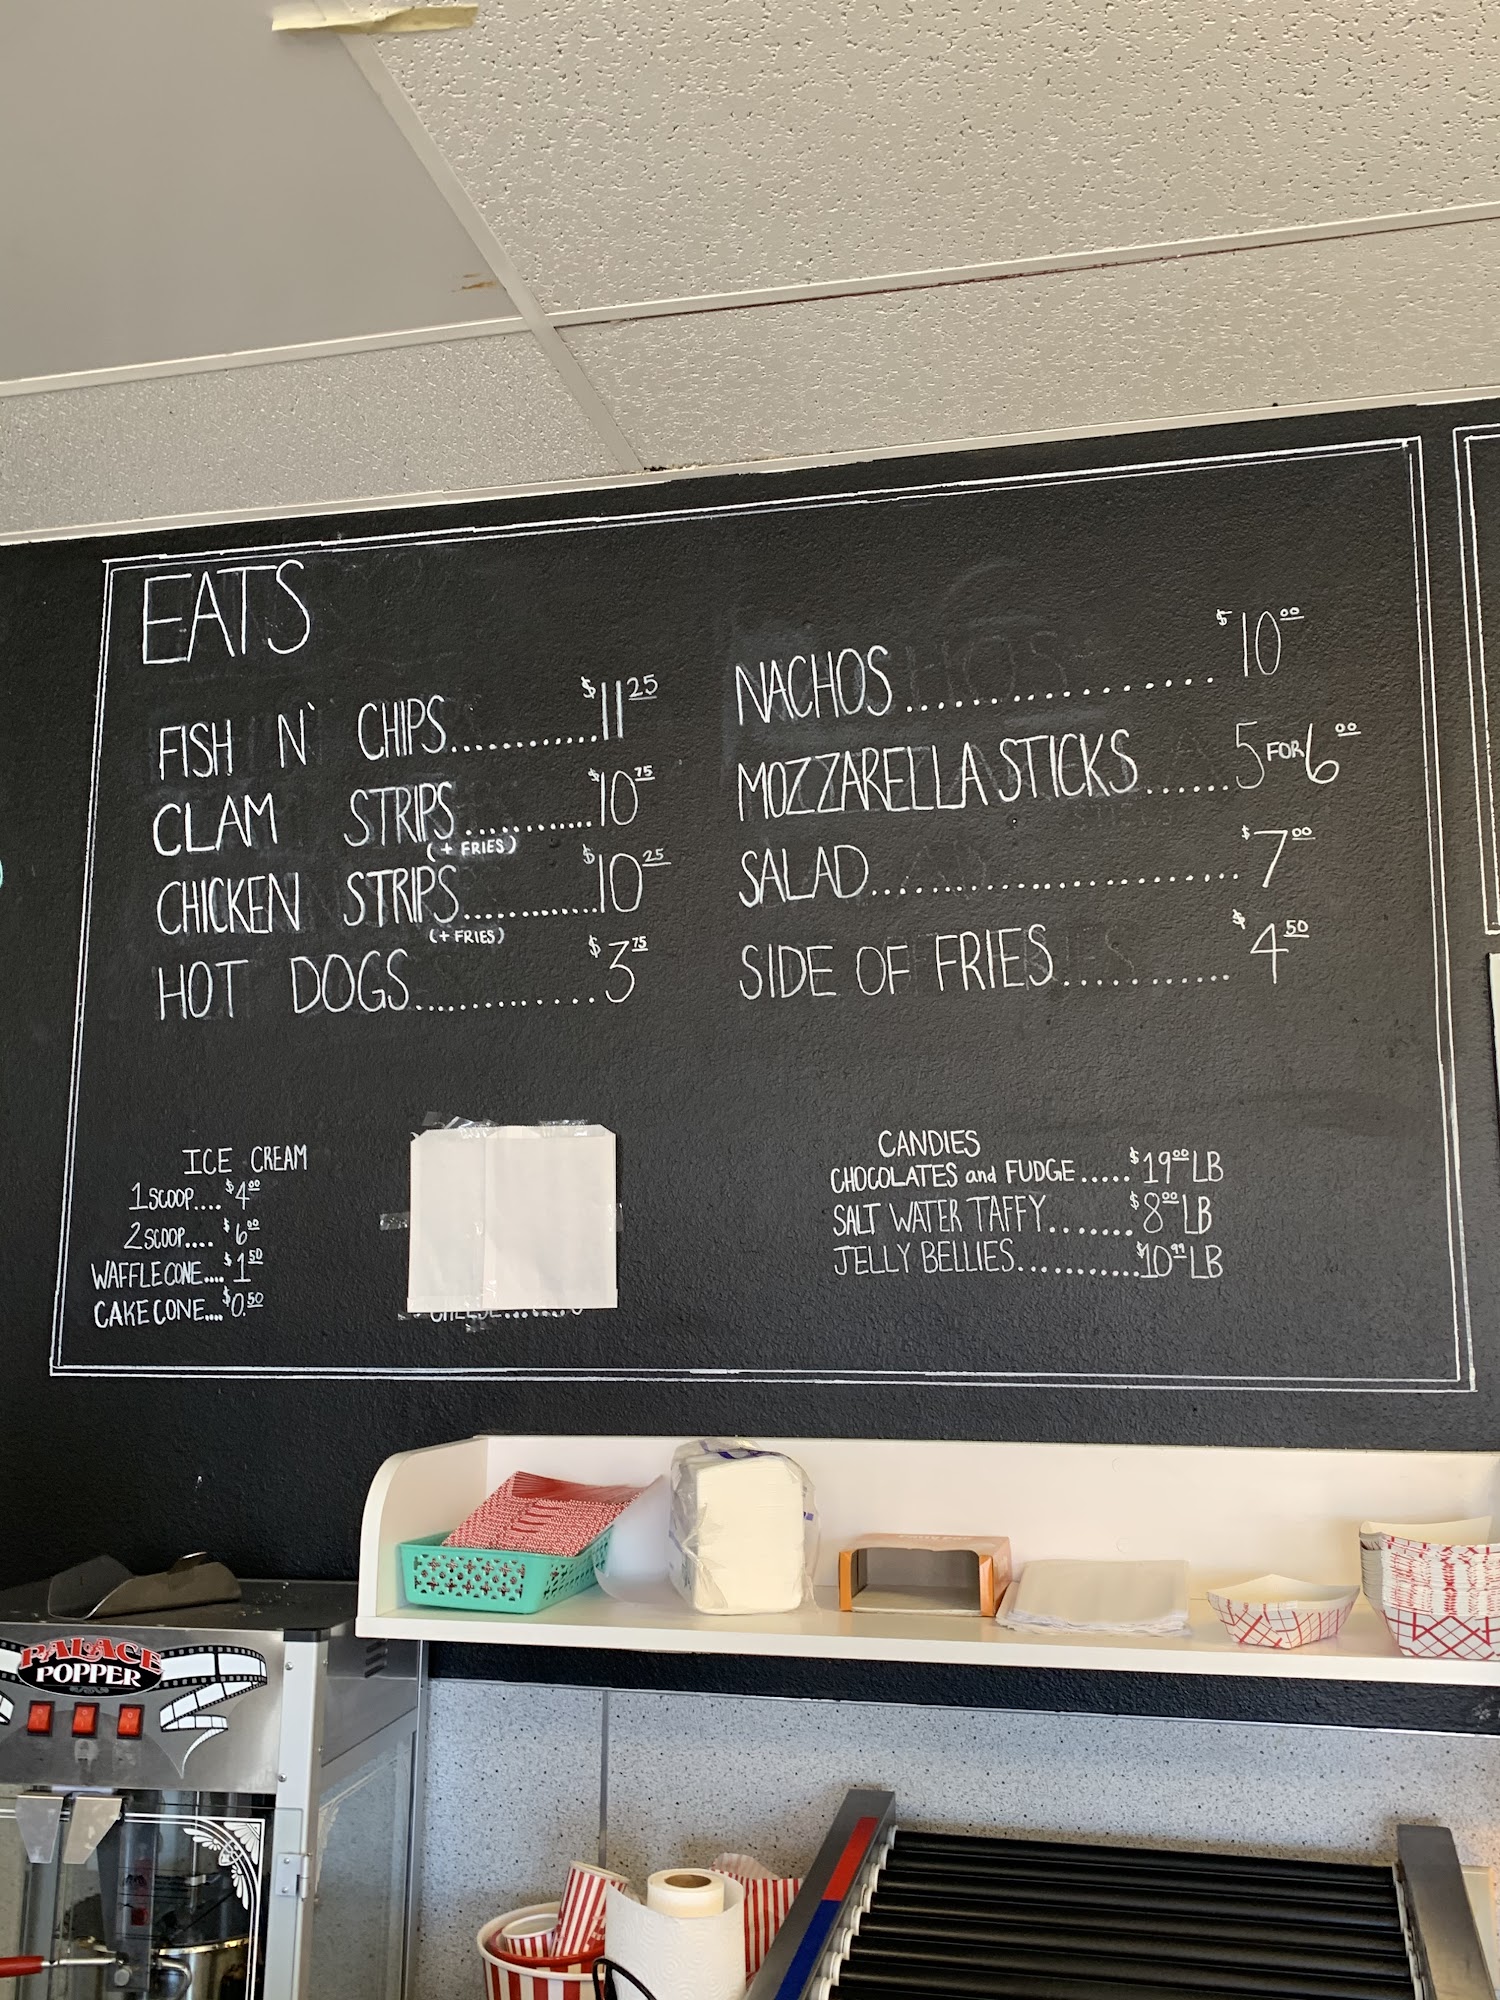 EATS
FISH N' CHIPS............$11 25
CLAM STRIPS............$10 75
(+ FRIES)
CHICKEN STRIPS............$10 25
(+ FRIES)
HOT DOGS.............$3 75
NACHOS.................$10 00
MOZZARELLA STICKS......5 FOR 6 00
SALAD..........................$7 00
SIDE OF FRIES...........$4 50
ICE CREAM
1 SCOOP....$4 00
2 SCOOP....$6 00
WAFFLE CONE....$1 50
CAKE CONE....$0.50
CHEESE.......
CANDIES
CHOCOLATES and FUDGE.....$19 00 LB
SALT WATER TAFFY.......$8 00 LB
JELLY BELLIES...........$10 99 LB
PALACE
POPPER